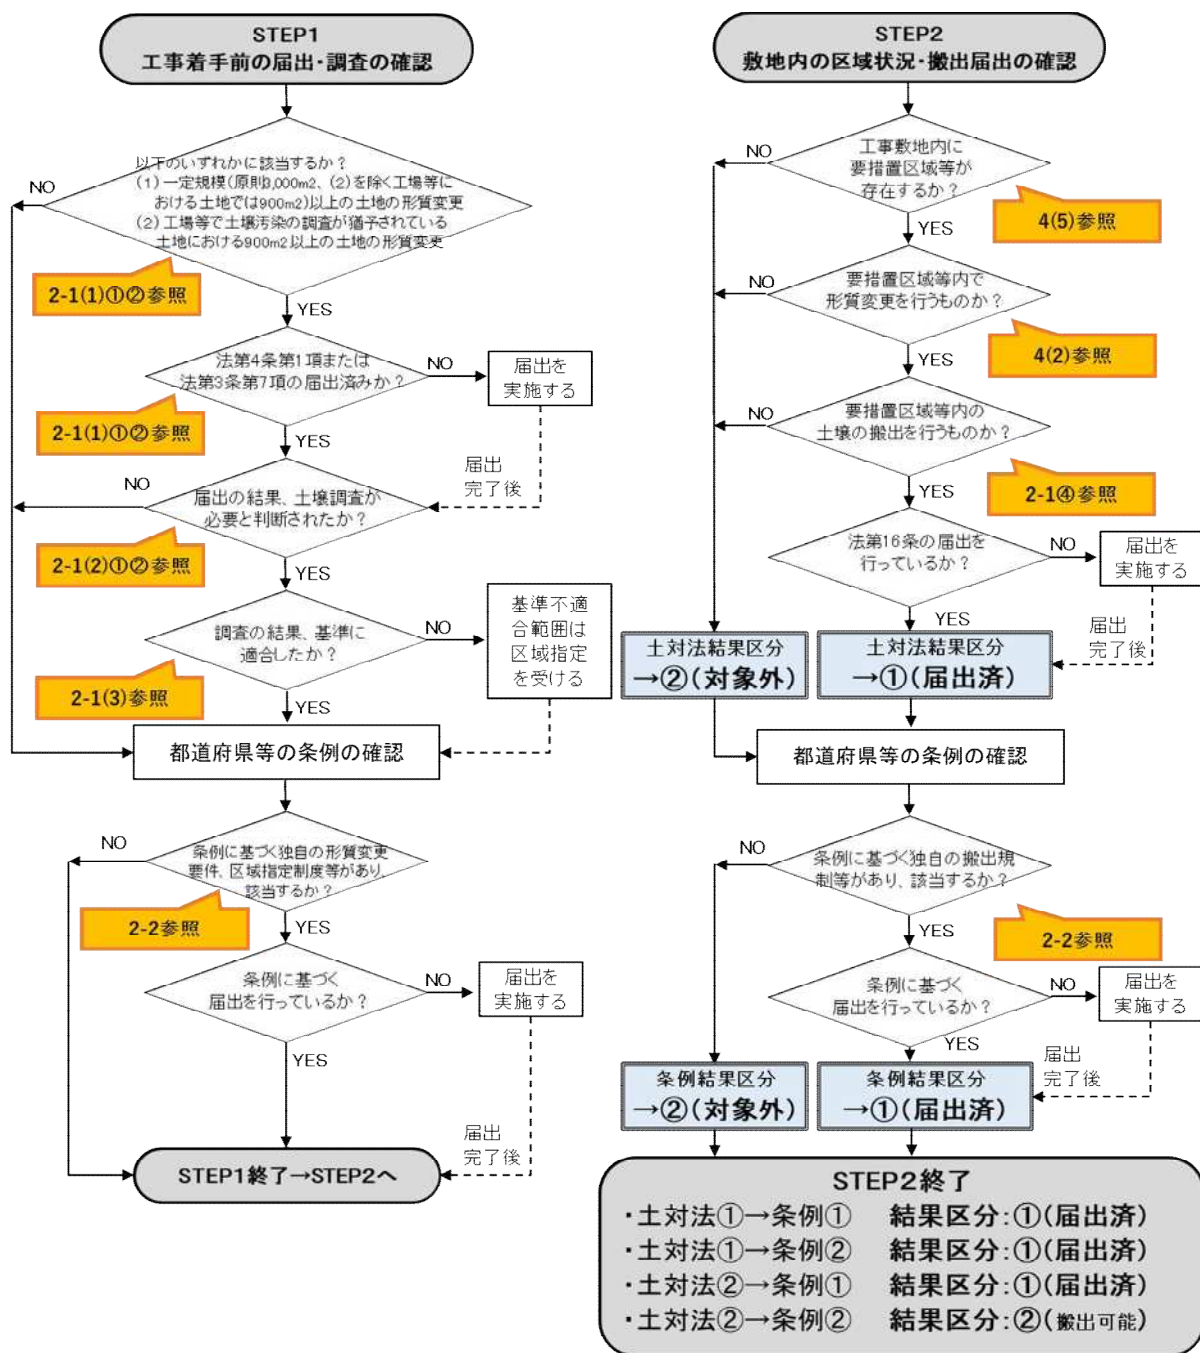 STEP1
工事着手前の届出・調査の確認
以下のいずれかに該当するか？
(1) 一定規模(原則3,000m2、(2)を除く工場等に
おける土地では900m2)以上の土地の形質変更
(2) 工場等で土壌汚染の調査が猶予されている
土地における900m2以上の土地の形質変更
NO
2-1(1)①②参照
YES
法第4条第1項または
法第3条第7項の届出済みか？
NO
届出を
実施する
2-1(1)①②参照
YES
届出
完了後
NO
届出の結果、土壌調査が
必要と判断されたか？
2-1(2)①②参照
YES
調査の結果、基準に
適合したか？
NO
基準不適
合範囲は
区域指定
を受ける
2-1(3)参照
YES
都道府県等の条例の確認
NO
条例に基づく独自の形質変更
要件、区域指定制度等があり、
該当するか？
2-2参照
YES
条例に基づく
届出を行っているか？
NO
届出を
実施する
YES
届出
完了後
STEP1終了→STEP2へ
STEP2
敷地内の区域状況・搬出届出の確認
NO
工事敷地内に
要措置区域等が
存在するか？
4(5)参照
YES
NO
要措置区域等内で
形質変更を行うものか？
4(2)参照
YES
NO
要措置区域等内の
土壌の搬出を行うものか？
2-1④参照
YES
法第16条の届出を
行っているか？
NO
届出を
実施する
YES
届出
完了後
土対法結果区分
→②(対象外)
土対法結果区分
→①(届出済)
都道府県等の条例の確認
NO
条例に基づく独自の搬出規
制等があり、該当するか？
2-2参照
YES
条例に基づく
届出を行っているか？
NO
届出を
実施する
YES
届出
完了後
条例結果区分
→②(対象外)
条例結果区分
→①(届出済)
STEP2終了
・土対法①→条例① 結果区分:①(届出済)
・土対法①→条例② 結果区分:①(届出済)
・土対法②→条例① 結果区分:①(届出済)
・土対法②→条例② 結果区分:②(搬出可能)